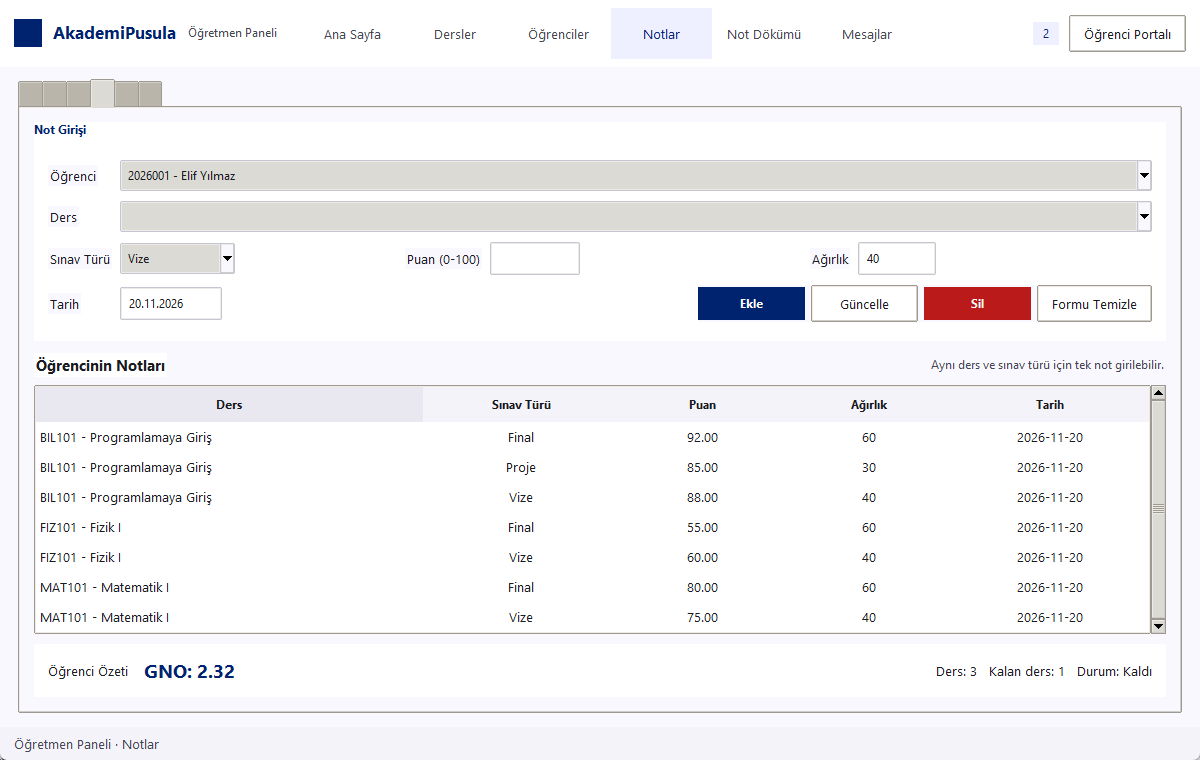 AkademiPusula Öğretmen Paneli Ana Sayfa Dersler Öğrenciler Notlar Not Dökümü Mesajlar 2 Öğrenci Portalı
Not Girişi
Öğrenci 2026001 - Elif Yılmaz
Ders
Sınav Türü Vize Puan (0-100) Ağırlık 40
Tarih 20.11.2026 Ekle Güncelle Sil Formu Temizle
Öğrencinin Notları Aynı ders ve sınav türü için tek not girilebilir.
Ders Sınav Türü Puan Ağırlık Tarih
BIL101 - Programlamaya Giriş Final 92.00 60 2026-11-20
BIL101 - Programlamaya Giriş Proje 85.00 30 2026-11-20
BIL101 - Programlamaya Giriş Vize 88.00 40 2026-11-20
FIZ101 - Fizik I Final 55.00 60 2026-11-20
FIZ101 - Fizik I Vize 60.00 40 2026-11-20
MAT101 - Matematik I Final 80.00 60 2026-11-20
MAT101 - Matematik I Vize 75.00 40 2026-11-20
Öğrenci Özeti GNO: 2.32 Ders: 3 Kalan ders: 1 Durum: Kaldı
Öğretmen Paneli · Notlar